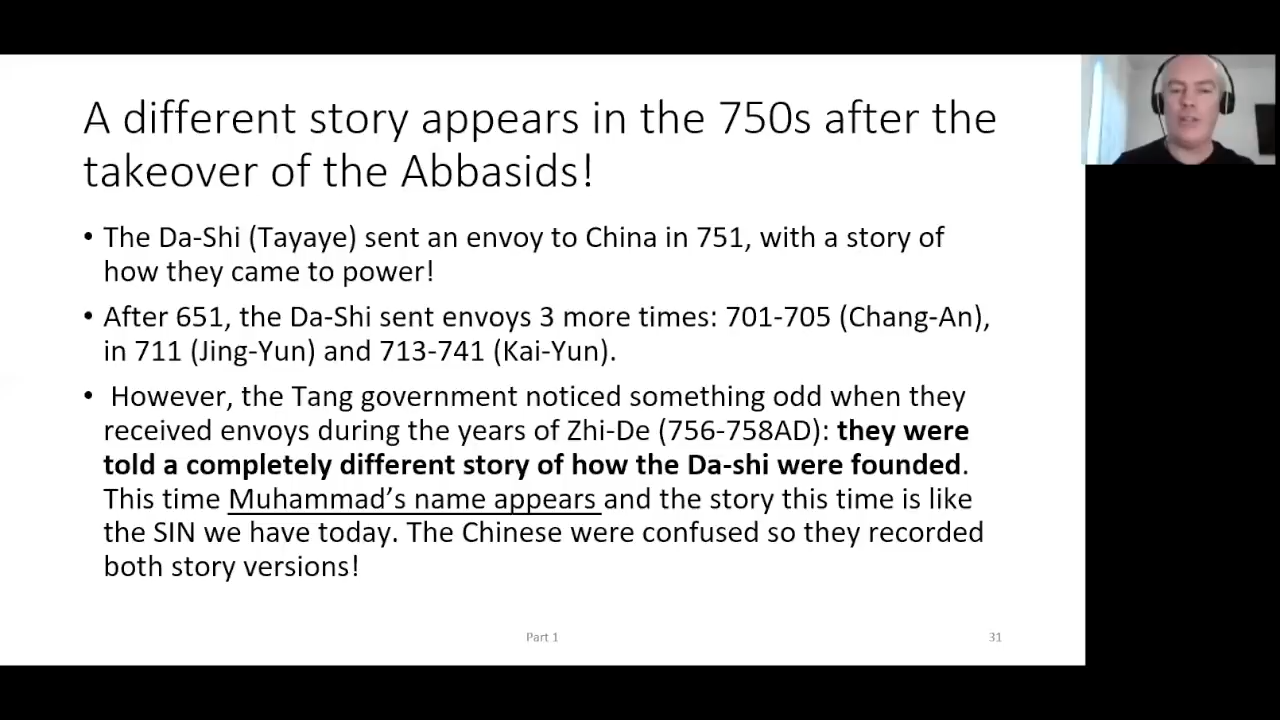 A different story appears in the 750s after the
takeover of the Abbasids!
• The Da-Shi (Tayaye) sent an envoy to China in 751, with a story of
how they came to power!
• After 651, the Da-Shi sent envoys 3 more times: 701-705 (Chang-An),
in 711 (Jing-Yun) and 713-741 (Kai-Yun).
• However, the Tang government noticed something odd when they
received envoys during the years of Zhi-De (756-758AD): they were
told a completely different story of how the Da-shi were founded.
This time Muhammad’s name appears and the story this time is like
the SIN we have today. The Chinese were confused so they recorded
both story versions!
Part 1
31